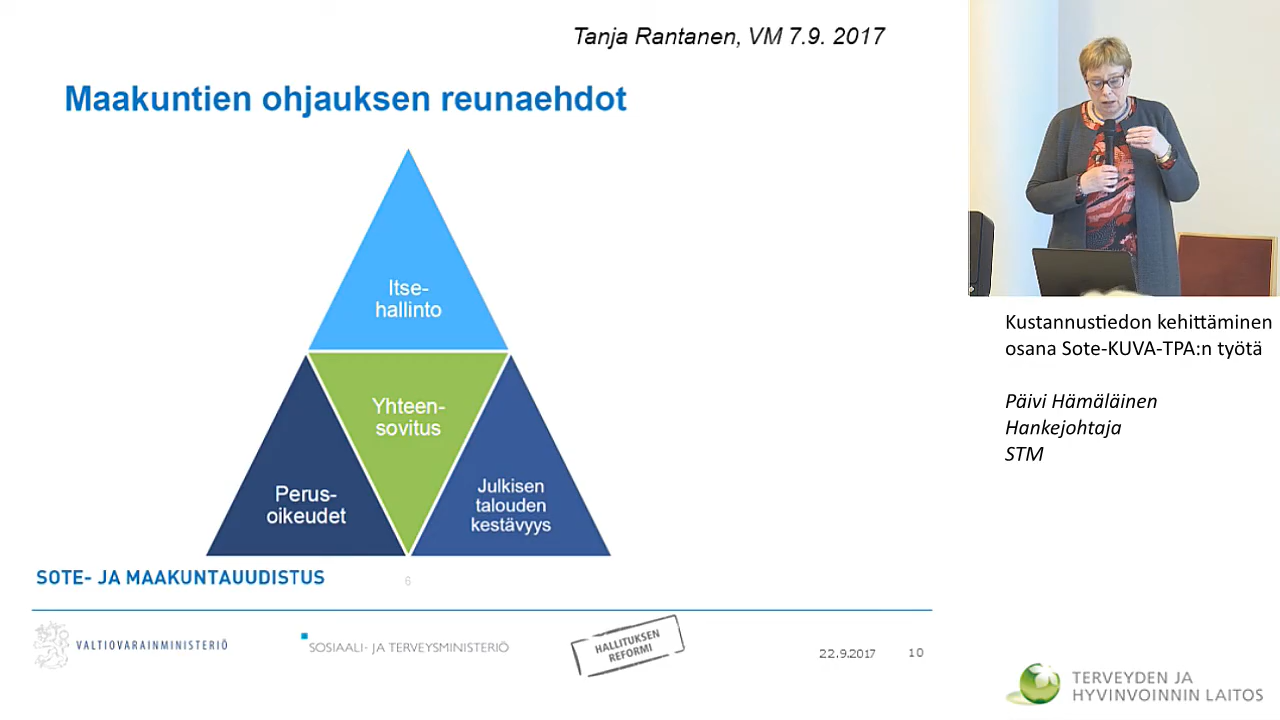 Tanja Rantanen, VM 7.9. 2017
Maakuntien ohjauksen reunaehdot
Itse-
hallinto
Yhteen-
sovitus
Perus-
oikeudet
Julkisen
talouden
kestävyys
SOTE- JA MAAKUNTAUUDISTUS
6
VALTIOVARAINMINISTERIÖ
SOSIAALI- JA TERVEYSMINISTERIÖ
HALLITUKSEN
REFORMI
22.9.2017
10
Kustannustiedon kehittäminen
osana Sote-KUVA-TPA:n työtä
Päivi Hämäläinen
Hankejohtaja
STM
TERVEYDEN JA
HYVINVOINNIN LAITOS